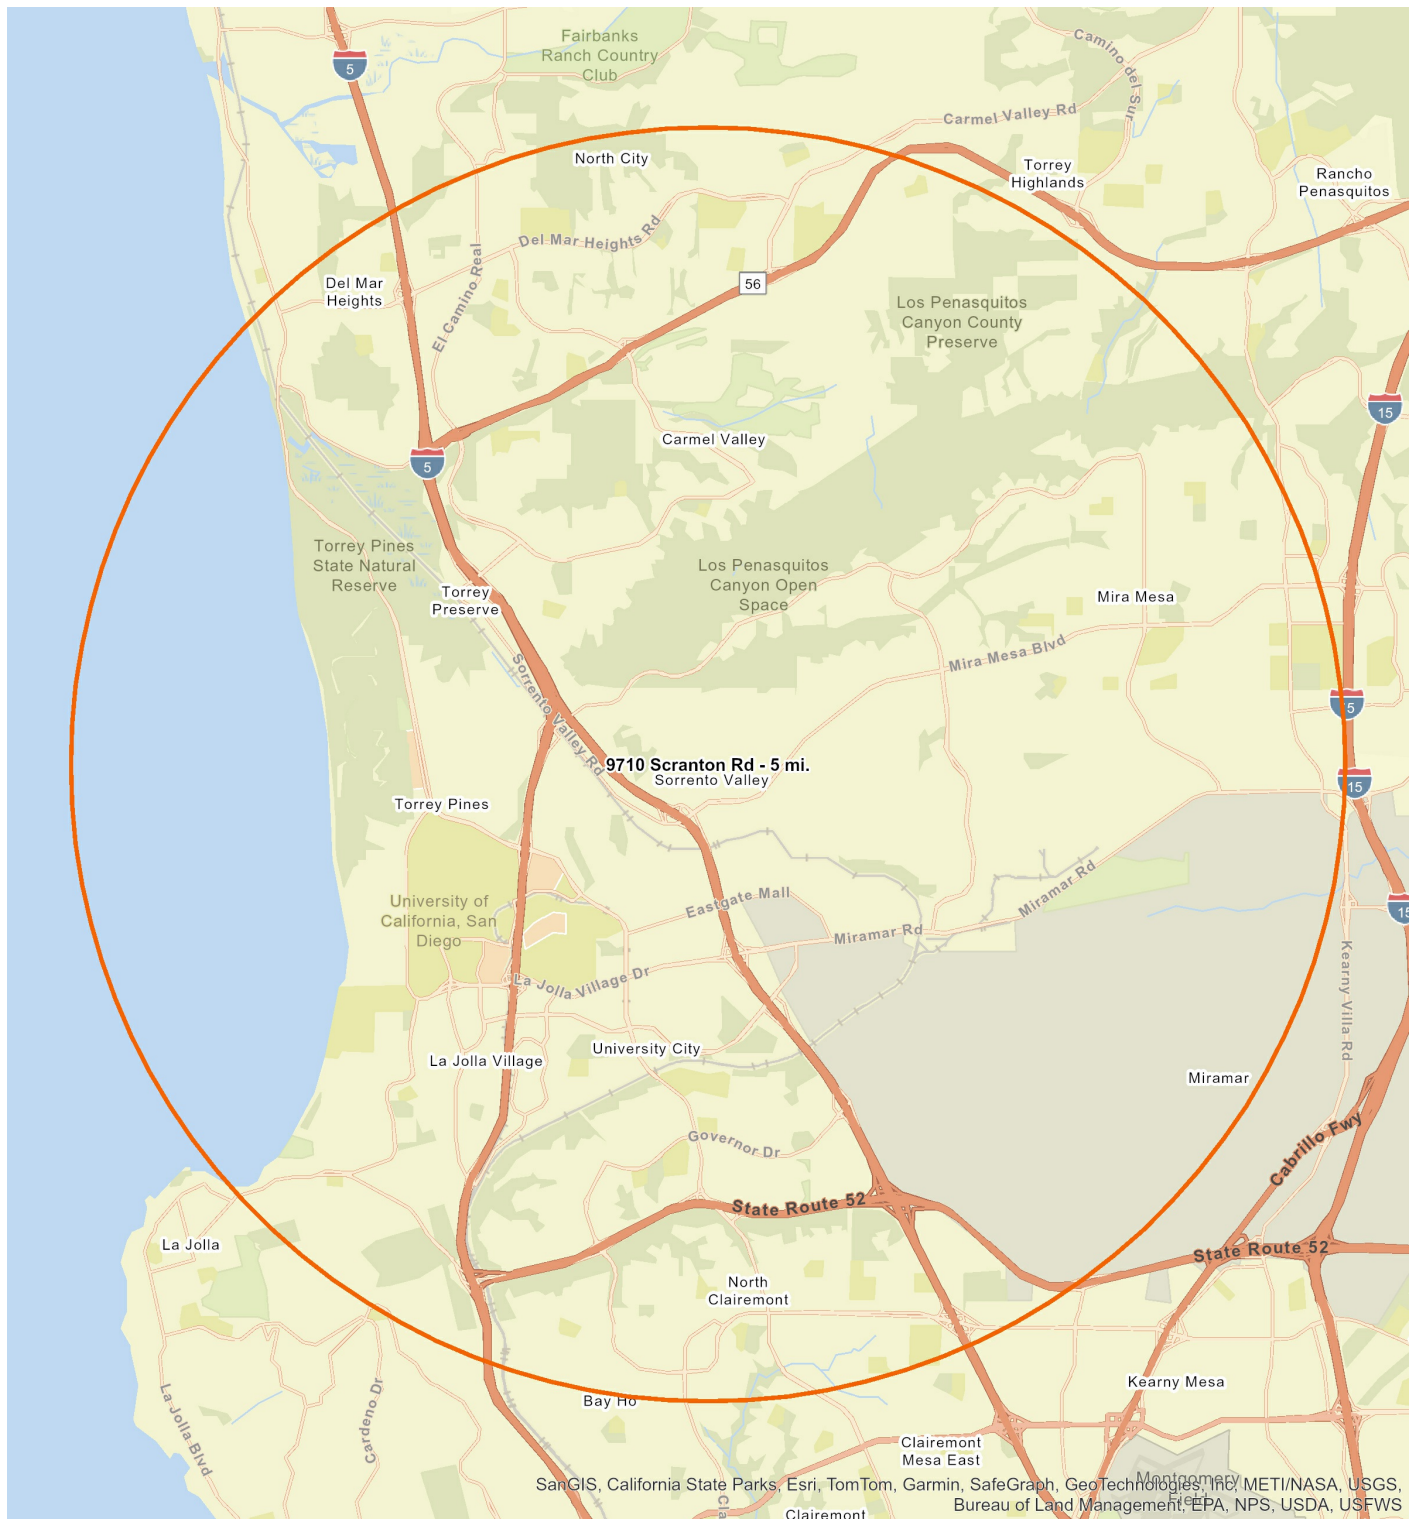 Fairbanks
Ranch Country
Club
5
Camino del Sur
Carmel Valley Rd
North City
Torrey
Highlands
Rancho
Penasquitos
Del Mar Heights Rd
El Camino Real
Del Mar
Heights
56
Los Penasquitos
Canyon County
Preserve
15
Carmel Valley
5
Torrey Pines
State Natural
Reserve
Los Penasquitos
Canyon Open
Space
Torrey
Preserve
Mira Mesa
Mira Mesa Blvd
Sorrento Valley Rd
15
9710 Scranton Rd - 5 mi.
Sorrento Valley
15
Torrey Pines
Miramar Rd
Eastgate Mall
University of
California, San
Diego
15
Miramar Rd
La Jolla Village Dr
Kearny Villa Rd
University City
La Jolla Village
Miramar
Governor Dr
Cabrillo Fwy
State Route 52
La Jolla
State Route 52
North
Clairemont
Kearny Mesa
Bay Ho
La Jolla Blvd
Cardeno Dr
Clairemont
Mesa East
Montgomery
Field
SanGIS, California State Parks, Esri, TomTom, Garmin, SafeGraph, GeoTechnologies, Inc, METI/NASA, USGS,
Bureau of Land Management, EPA, NPS, USDA, USFWS
Clairemont